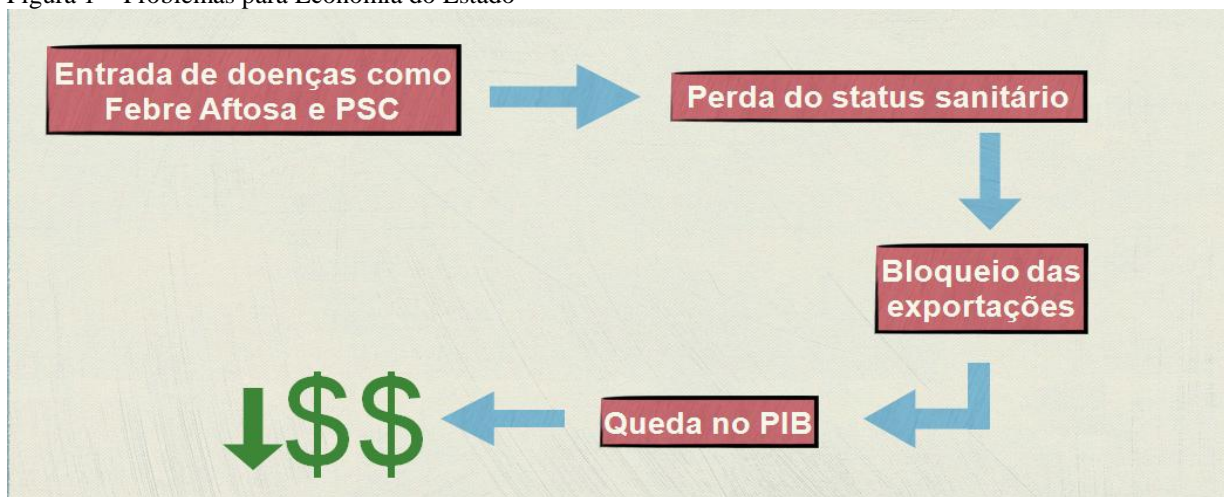 Figura 1 – Problemas para Economia do Estado
Entrada de doenças como
Febre Aftosa e PSC
Perda do status sanitário
Bloqueio das
exportações
Queda no PIB
$$